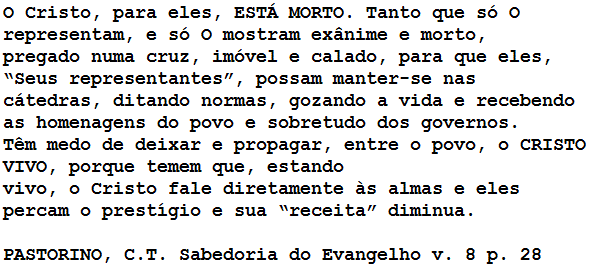 O Cristo, para eles, ESTÁ MORTO. Tanto que só O
representam, e só O mostram exânime e morto,
pregado numa cruz, imóvel e calado, para que eles,
“Seus representantes”, possam manter-se nas
cátedras, ditando normas, gozando a vida e recebendo
as homenagens do povo e sobretudo dos governos.
Têm medo de deixar e propagar, entre o povo, o CRISTO
VIVO, porque temem que, estando
vivo, o Cristo fale diretamente às almas e eles
percam o prestígio e sua “receita” diminua.

PASTORINO, C.T. Sabedoria do Evangelho v. 8 p. 28